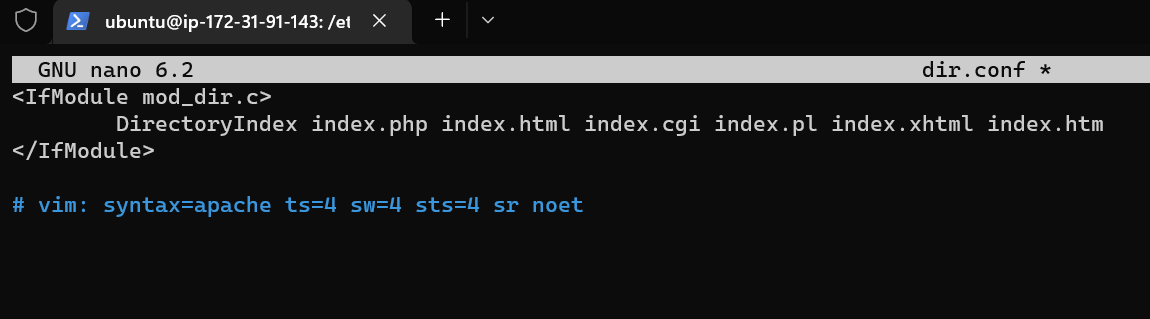 ubuntu@ip-172-31-91-143: /et
GNU nano 6.2 dir.conf *
<IfModule mod_dir.c>
DirectoryIndex index.php index.html index.cgi index.pl index.xhtml index.htm
</IfModule>
# vim: syntax=apache ts=4 sw=4 sts=4 sr noet